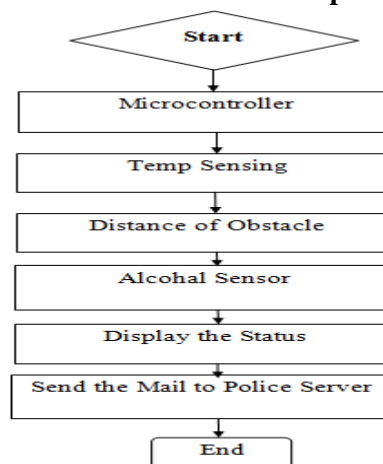 Start
Microcontroller
Temp Sensing
Distance of Obstacle
Alcohal Sensor
Display the Status
Send the Mail to Police Server
End